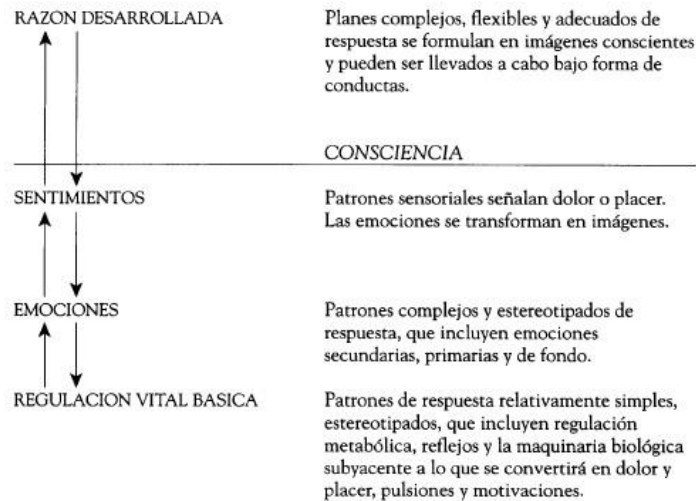 RAZON DESARROLLADA
Planes complejos, flexibles y adecuados de
respuesta se formulan en imágenes conscientes
y pueden ser llevados a cabo bajo forma de
conductas.
CONSCIENCIA
SENTIMIENTOS
Patrones sensoriales señalan dolor o placer.
Las emociones se transforman en imágenes.
EMOCIONES
Patrones complejos y estereotipados de
respuesta, que incluyen emociones
secundarias, primarias y de fondo.
REGULACION VITAL BASICA
Patrones de respuesta relativamente simples,
estereotipados, que incluyen regulación
metabólica, reflejos y la maquinaria biológica
subyacente a lo que se convertirá en dolor y
placer, pulsiones y motivaciones.